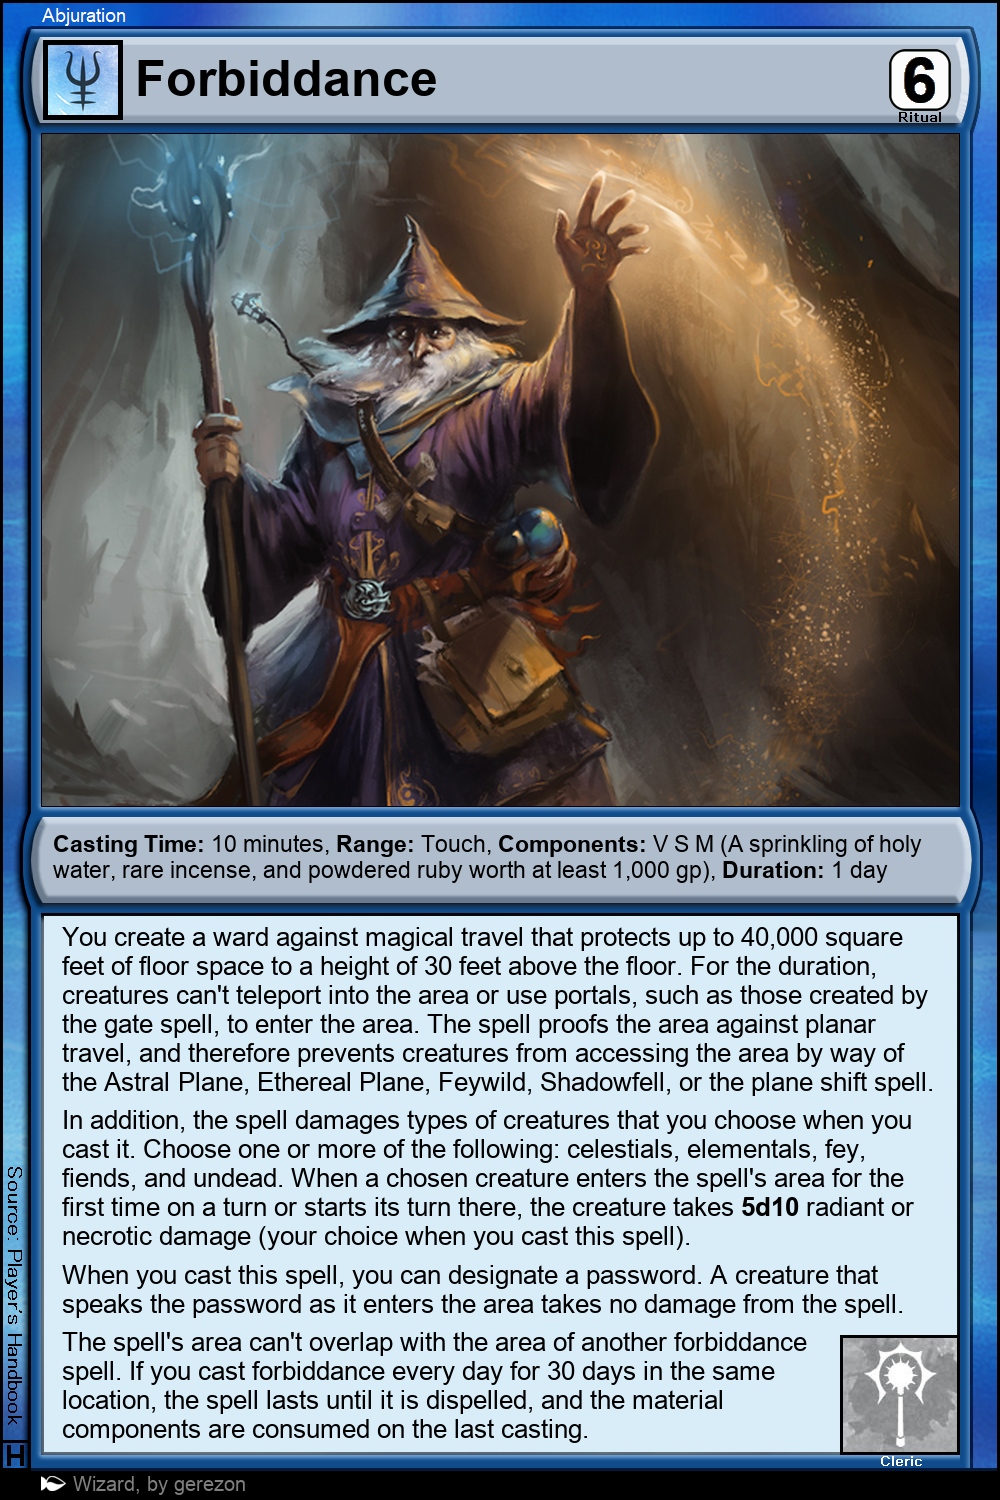 Abjuration
Forbiddance
6
Ritual
Casting Time: 10 minutes, Range: Touch, Components: V S M (A sprinkling of holy
water, rare incense, and powdered ruby worth at least 1,000 gp), Duration: 1 day
You create a ward against magical travel that protects up to 40,000 square
feet of floor space to a height of 30 feet above the floor. For the duration,
creatures can't teleport into the area or use portals, such as those created by
the gate spell, to enter the area. The spell proofs the area against planar
travel, and therefore prevents creatures from accessing the area by way of
the Astral Plane, Ethereal Plane, Feywild, Shadowfell, or the plane shift spell.
In addition, the spell damages types of creatures that you choose when you
cast it. Choose one or more of the following: celestials, elementals, fey,
fiends, and undead. When a chosen creature enters the spell's area for the
first time on a turn or starts its turn there, the creature takes 5d10 radiant or
necrotic damage (your choice when you cast this spell).
When you cast this spell, you can designate a password. A creature that
speaks the password as it enters the area takes no damage from the spell.
The spell's area can't overlap with the area of another forbiddance
spell. If you cast forbiddance every day for 30 days in the same
location, the spell lasts until it is dispelled, and the material
components are consumed on the last casting.
Cleric
Source: Player's Handbook
H
Wizard, by gerezon